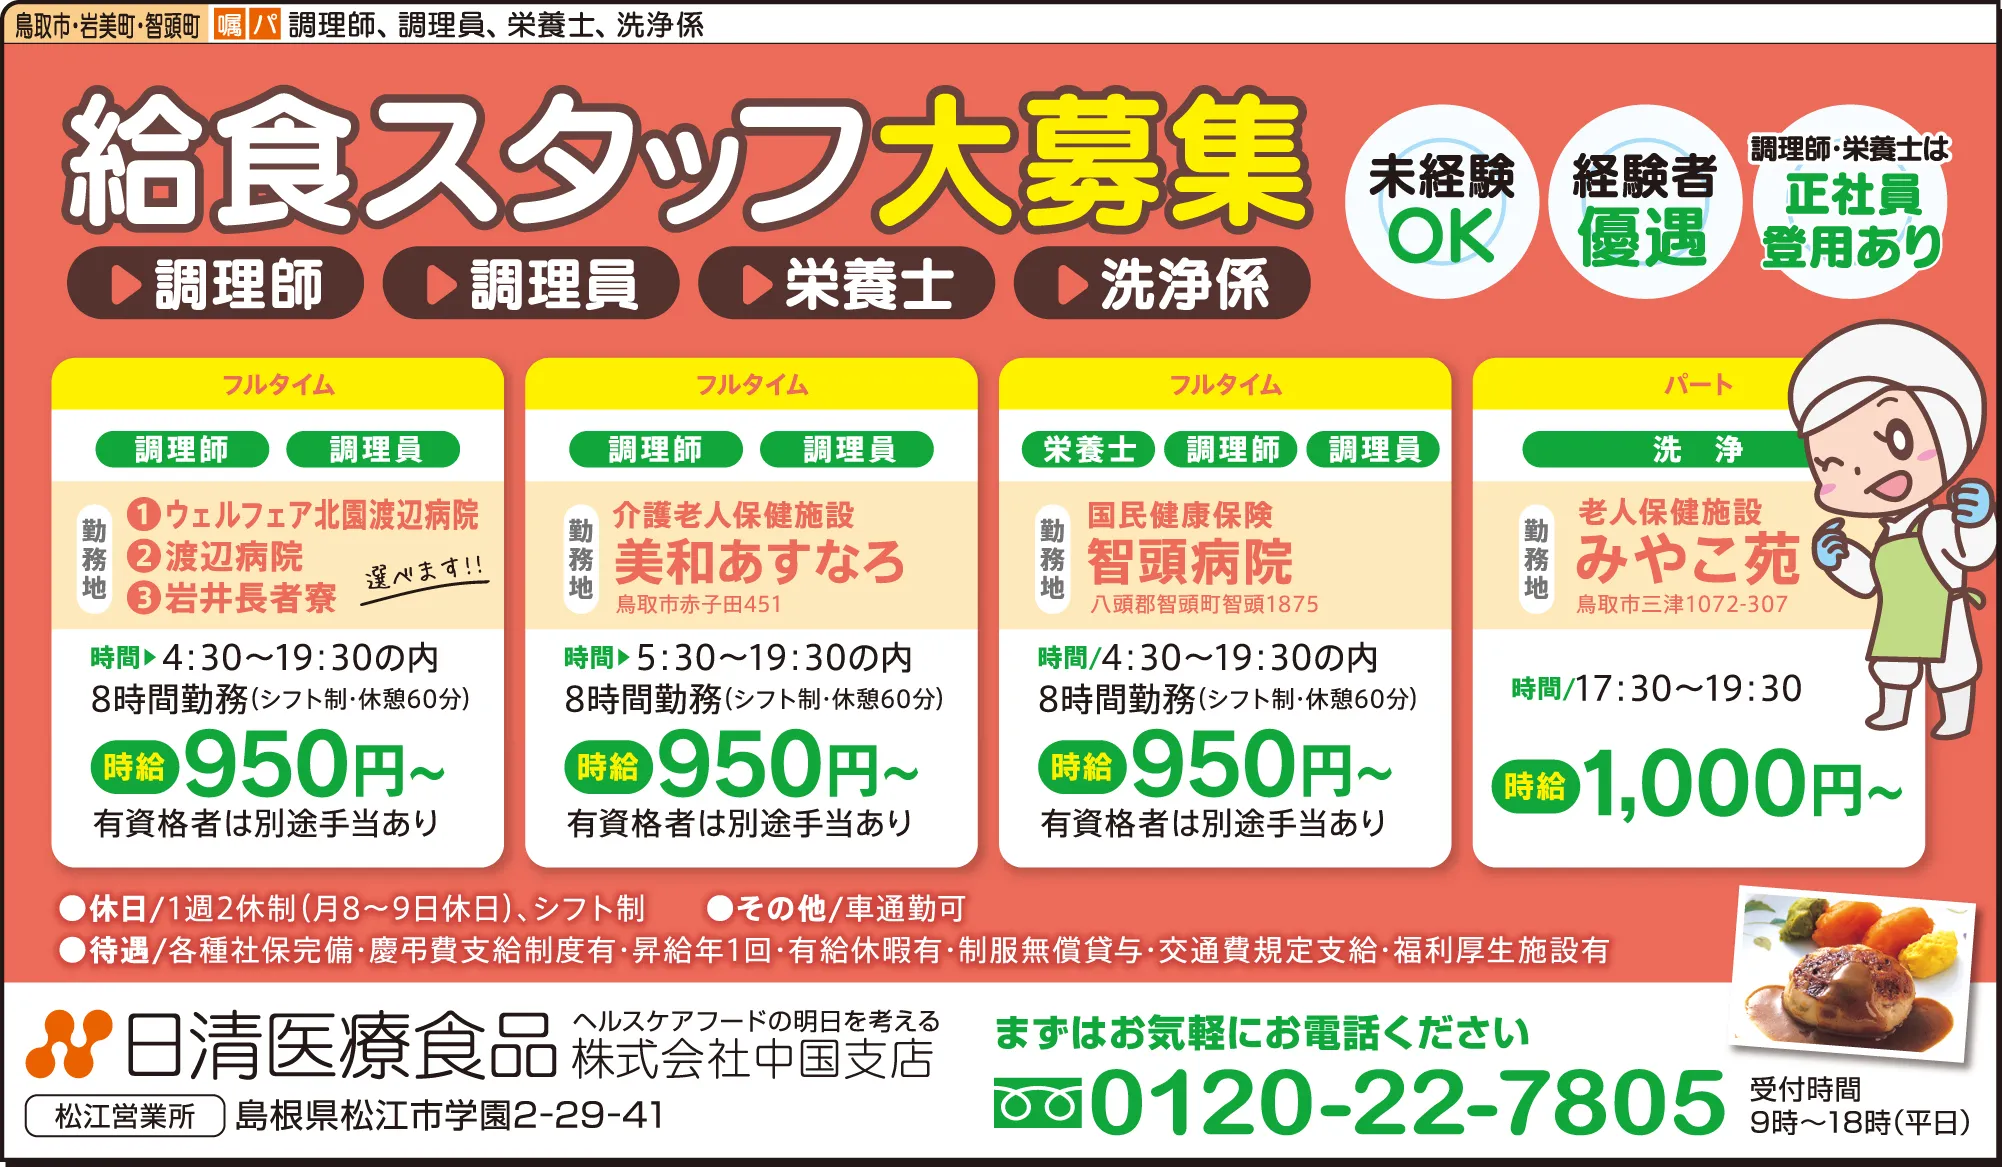 鳥取市・岩美町・智頭町 嘱 パ 調理師、調理員、栄養士、洗浄係
給食スタッフ大募集
調理師 調理員 栄養士 洗浄係
未経験
OK
経験者
優遇
調理師・栄養士は
正社員
登用あり
フルタイム
調理師 調理員
勤務地
❶ウェルフェア北園渡辺病院
❷渡辺病院
❸岩井長者寮
選べます!!
時間▶4:30〜19:30の内
8時間勤務(シフト制・休憩60分)
時給950円~
有資格者は別途手当あり
フルタイム
調理師 調理員
勤務地
介護老人保健施設
美和あすなろ
鳥取市赤子田451
時間▶5:30〜19:30の内
8時間勤務(シフト制・休憩60分)
時給950円~
有資格者は別途手当あり
フルタイム
栄養士 調理師 調理員
勤務地
国民健康保険
智頭病院
八頭郡智頭町智頭1875
時間/4:30〜19:30の内
8時間勤務(シフト制・休憩60分)
時給950円~
有資格者は別途手当あり
パート
洗 浄
勤務地
老人保健施設
みやこ苑
鳥取市三津1072-307
時間/17:30〜19:30
時給1,000円~
●休日/1週2休制(月8〜9日休日)、シフト制 ●その他/車通勤可
●待遇/各種社保完備・慶弔費支給制度有・昇給年1回・有給休暇有・制服無償貸与・交通費規定支給・福利厚生施設有
日清医療食品
ヘルスケアフードの明日を考える
株式会社中国支店
松江営業所 島根県松江市学園2-29-41
まずはお気軽にお電話ください
0120-22-7805
受付時間
9時〜18時(平日)